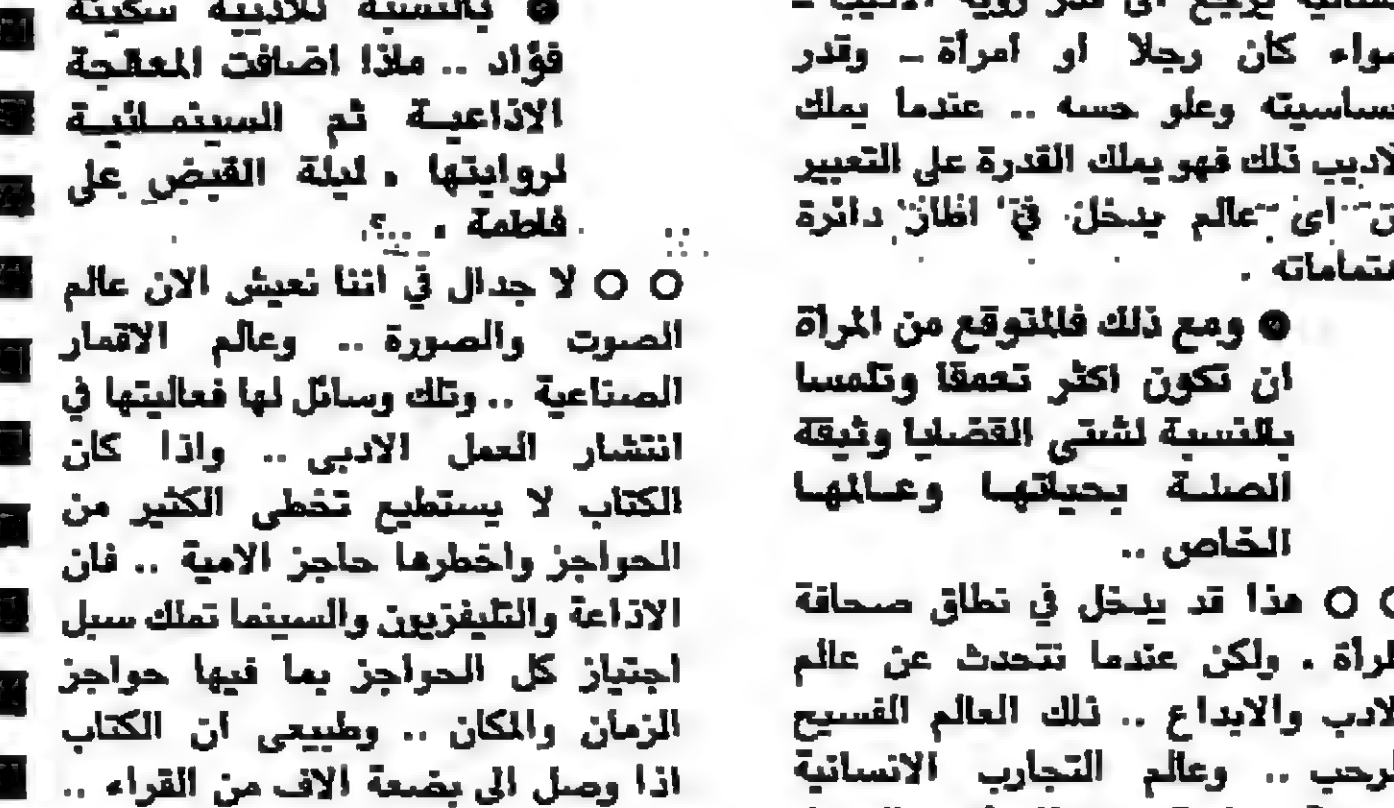 سواء كان رجلا او امرأة ـ وقدر
حساسيته وعلو حسه .. عندما يملك
الاديب ذلك فهو يملك القدرة على التعبير
عن اى عالم يدخل في اطار دائرة
اهتماماته .
● ومع ذلك فالمتوقع من المرأة
ان تكون اكثر تعمقا وتلمسا
بالنسبة لشتى القضايا وثيقة
الصلة بحياتها وعالمها
الخاص ..
○ ○ هذا قد يدخل في نطاق صحافة
المرأة . ولكن عندما نتحدث عن عالم
الادب والابداع .. ذلك العالم الفسيح
الرحب .. وعالم التجارب الانسانية
● بالنسبة للاديبة سكينة
فؤاد .. ماذا اضافت المعالجة
الاذاعية ثم السينمائية
لروايتها « ليلة القبض على
فاطمة » ..؟
○ ○ لا جدال في اننا نعيش الان عالم
الصوت والصورة .. وعالم الاقمار
الصناعية .. وتلك وسائل لها فعاليتها في
انتشار العمل الادبى .. واذا كان
الكتاب لا يستطيع تخطى الكثير من
الحواجز واخطرها حاجز الامية .. فان
الاذاعة والتليفزيون والسينما تملك سبل
اجتياز كل الحواجز بما فيها حواجز
الزمان والمكان .. وطبيعى ان الكتاب
اذا وصل الى بضعة الاف من القراء ..